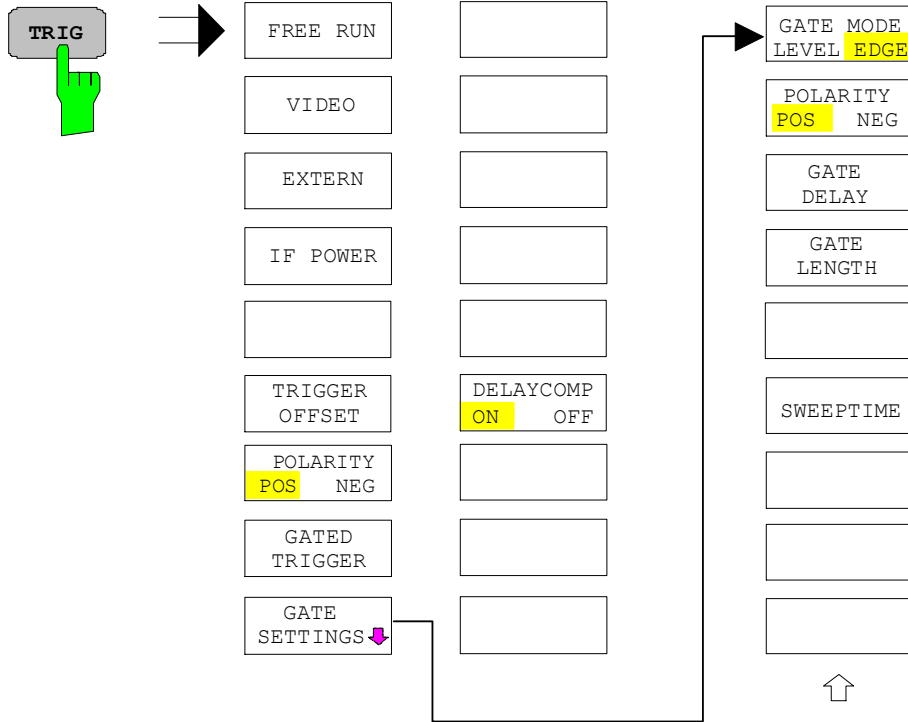 TRIG
FREE RUN
VIDEO
EXTERN
IF POWER
TRIGGER
OFFSET
POLARITY
POS NEG
GATED
TRIGGER
GATE
SETTINGS
DELAYCOMP
ON OFF
GATE MODE
LEVEL EDGE
POLARITY
POS NEG
GATE
DELAY
GATE
LENGTH
SWEEPTIME